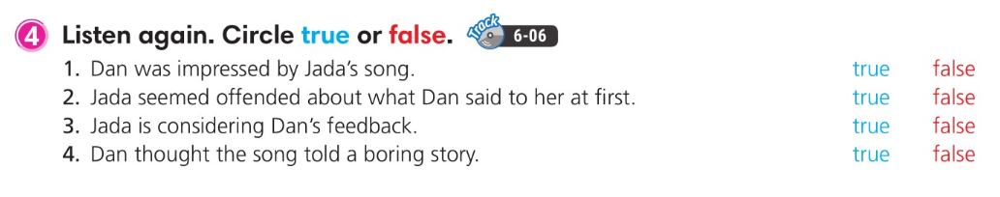 4 Listen again. Circle true or false. Track 6-06
1. Dan was impressed by Jada's song. true false
2. Jada seemed offended about what Dan said to her at first. true false
3. Jada is considering Dan's feedback. true false
4. Dan thought the song told a boring story. true false